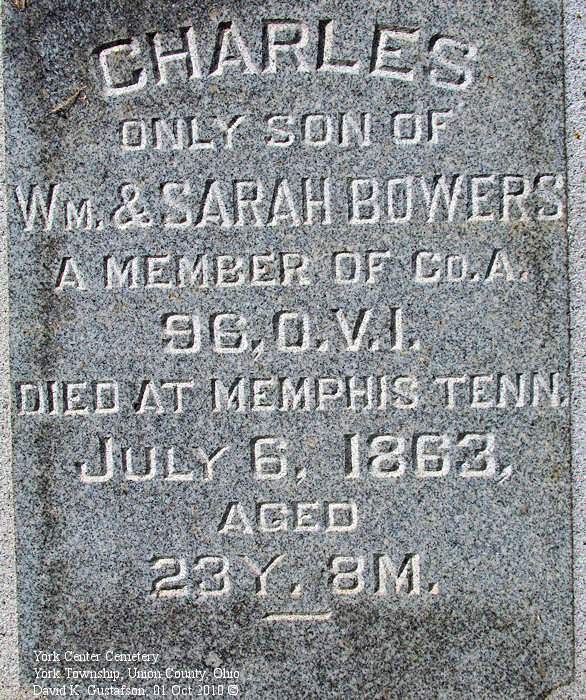 CHARLES
ONLY SON OF
WM. & SARAH BOWERS
A MEMBER OF CO. A.
96, O.V.I.
DIED AT MEMPHIS TENN.
JULY 6, 1863,
AGED
23Y. 8M.
York Center Cemetery
York Township, Union County, Ohio
David K. Gustafson, 01 Oct 2010 ©